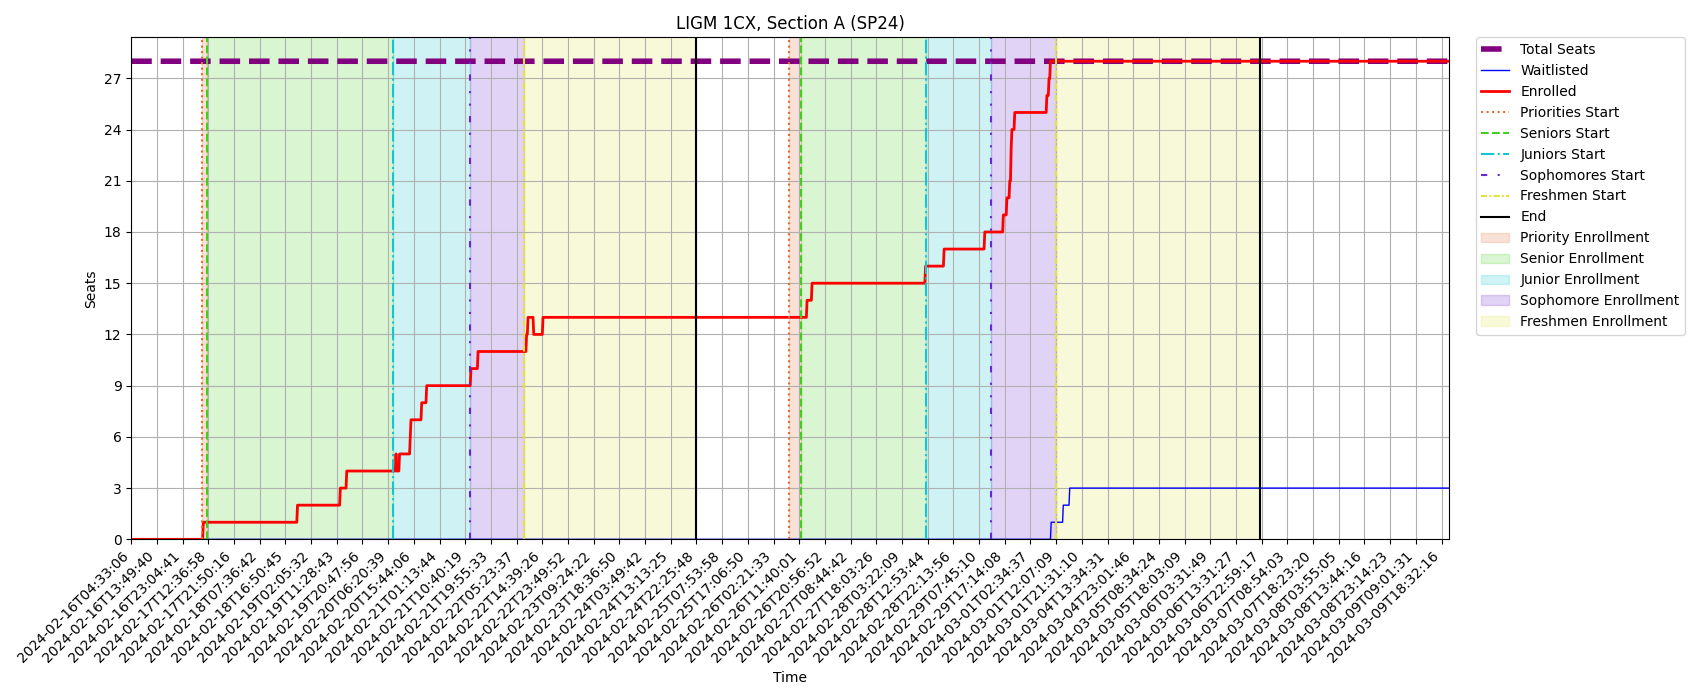 LIGM 1CX, Section A (SP24)
Total Seats
Waitlisted
Enrolled
Priorities Start
Seniors Start
Juniors Start
Sophomores Start
Freshmen Start
End
Priority Enrollment
Senior Enrollment
Junior Enrollment
Sophomore Enrollment
Freshmen Enrollment
Seats
27
24
21
18
15
12
9
6
3
0
2024-02-16T04:33:06
2024-02-16T13:49:40
2024-02-16T23:04:41
2024-02-17T12:36:58
2024-02-17T21:50:16
2024-02-18T07:36:42
2024-02-18T16:50:45
2024-02-19T02:05:32
2024-02-19T11:28:43
2024-02-19T20:47:56
2024-02-20T06:20:39
2024-02-20T15:44:06
2024-02-21T01:13:44
2024-02-21T10:40:19
2024-02-21T19:55:33
2024-02-22T05:23:37
2024-02-22T14:39:26
2024-02-22T23:49:52
2024-02-23T09:24:22
2024-02-23T18:36:50
2024-02-24T03:49:42
2024-02-24T13:13:25
2024-02-24T22:25:48
2024-02-25T07:53:58
2024-02-25T17:06:50
2024-02-26T02:21:33
2024-02-26T11:40:01
2024-02-26T20:56:52
2024-02-27T08:44:42
2024-02-27T18:03:26
2024-02-28T03:22:09
2024-02-28T12:53:44
2024-02-28T22:13:56
2024-02-29T07:45:10
2024-02-29T17:14:08
2024-03-01T02:34:37
2024-03-01T12:07:09
2024-03-01T21:31:10
2024-03-04T13:34:31
2024-03-04T23:01:46
2024-03-05T08:34:24
2024-03-05T18:03:09
2024-03-06T03:31:49
2024-03-06T13:31:27
2024-03-06T22:59:17
2024-03-07T08:54:03
2024-03-07T18:23:20
2024-03-08T03:55:05
2024-03-08T13:44:16
2024-03-08T23:14:23
2024-03-09T09:01:31
2024-03-09T18:32:16
Time